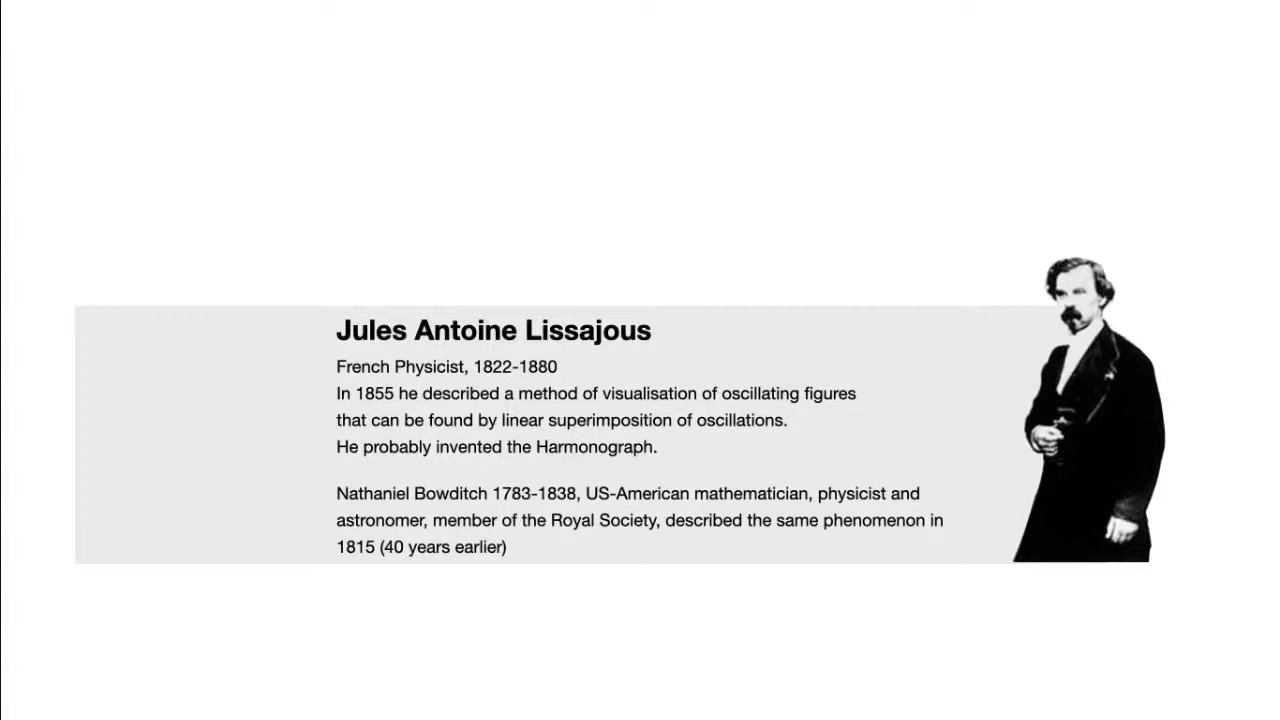 Jules Antoine Lissajous
French Physicist, 1822-1880
In 1855 he described a method of visualisation of oscillating figures
that can be found by linear superimposition of oscillations.
He probably invented the Harmonograph.
Nathaniel Bowditch 1783-1838, US-American mathematician, physicist and
astronomer, member of the Royal Society, described the same phenomenon in
1815 (40 years earlier)